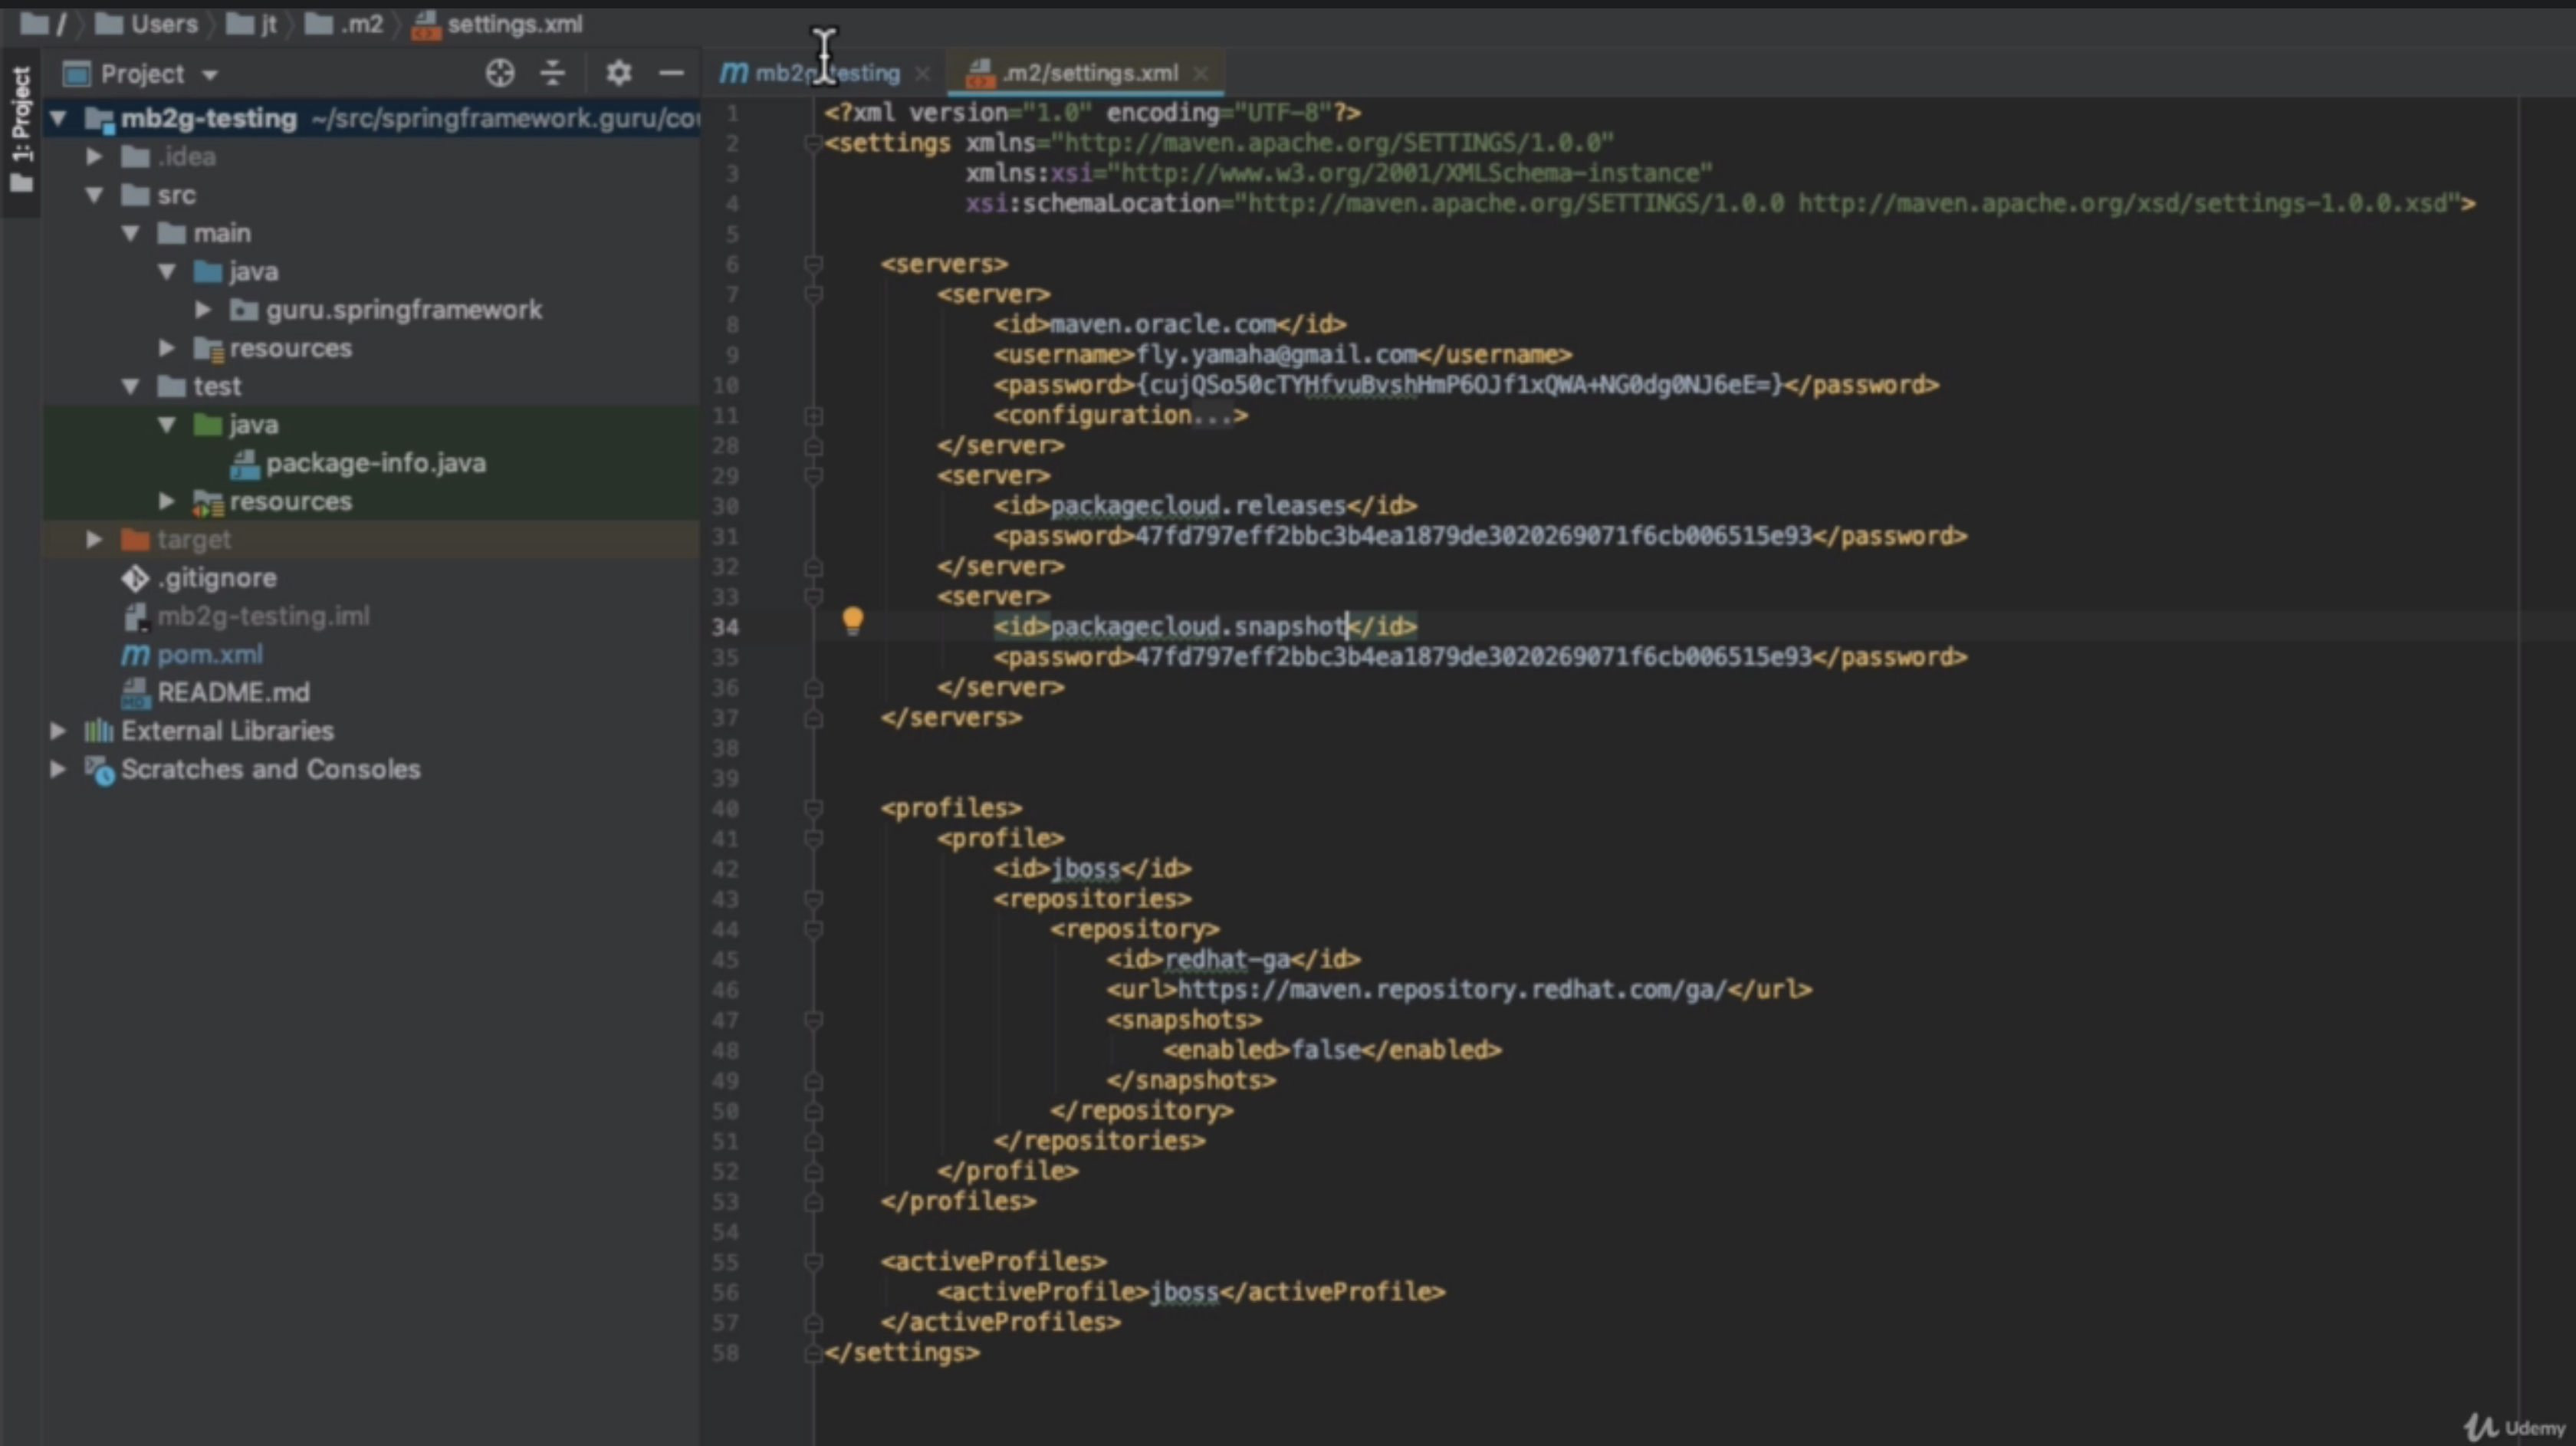 / Users jt .m2 settings.xml
1: Project
Project
mb2g-testing ~/src/springframework.guru/cou
.idea
src
main
java
guru.springframework
resources
test
java
package-info.java
resources
target
.gitignore
mb2g-testing.iml
pom.xml
README.md
External Libraries
Scratches and Consoles
mb2g-testing .m2/settings.xml
1 <?xml version="1.0" encoding="UTF-8"?>
2 <settings xmlns="http://maven.apache.org/SETTINGS/1.0.0"
3 xmlns:xsi="http://www.w3.org/2001/XMLSchema-instance"
4 xsi:schemaLocation="http://maven.apache.org/SETTINGS/1.0.0 http://maven.apache.org/xsd/settings-1.0.0.xsd">
5
6 <servers>
7 <server>
8 <id>maven.oracle.com</id>
9 <username>fly.yamaha@gmail.com</username>
10 <password>{cujQSo50cTYHfvuBvshHmP6OJf1xQWA+NG0dg0NJ6eE=}</password>
11 <configuration...>
28 </server>
29 <server>
30 <id>packagecloud.releases</id>
31 <password>47fd797eff2bbc3b4ea1879de3020269071f6cb006515e93</password>
32 </server>
33 <server>
34 <id>packagecloud.snapshot</id>
35 <password>47fd797eff2bbc3b4ea1879de3020269071f6cb006515e93</password>
36 </server>
37 </servers>
38
39
40 <profiles>
41 <profile>
42 <id>jboss</id>
43 <repositories>
44 <repository>
45 <id>redhat-ga</id>
46 <url>https://maven.repository.redhat.com/ga/</url>
47 <snapshots>
48 <enabled>false</enabled>
49 </snapshots>
50 </repository>
51 </repositories>
52 </profile>
53 </profiles>
54
55 <activeProfiles>
56 <activeProfile>jboss</activeProfile>
57 </activeProfiles>
58 </settings>
Udemy